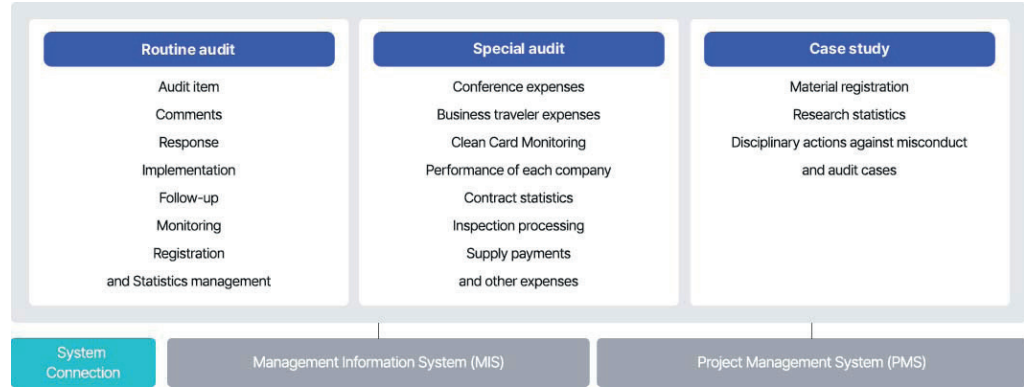 Routine audit
Audit item
Comments
Response
Implementation
Follow-up
Monitoring
Registration
and Statistics management
Special audit
Conference expenses
Business traveler expenses
Clean Card Monitoring
Performance of each company
Contract statistics
Inspection processing
Supply payments
and other expenses
Case study
Material registration
Research statistics
Disciplinary actions against misconduct
and audit cases
System
Connection
Management Information System (MIS)
Project Management System (PMS)